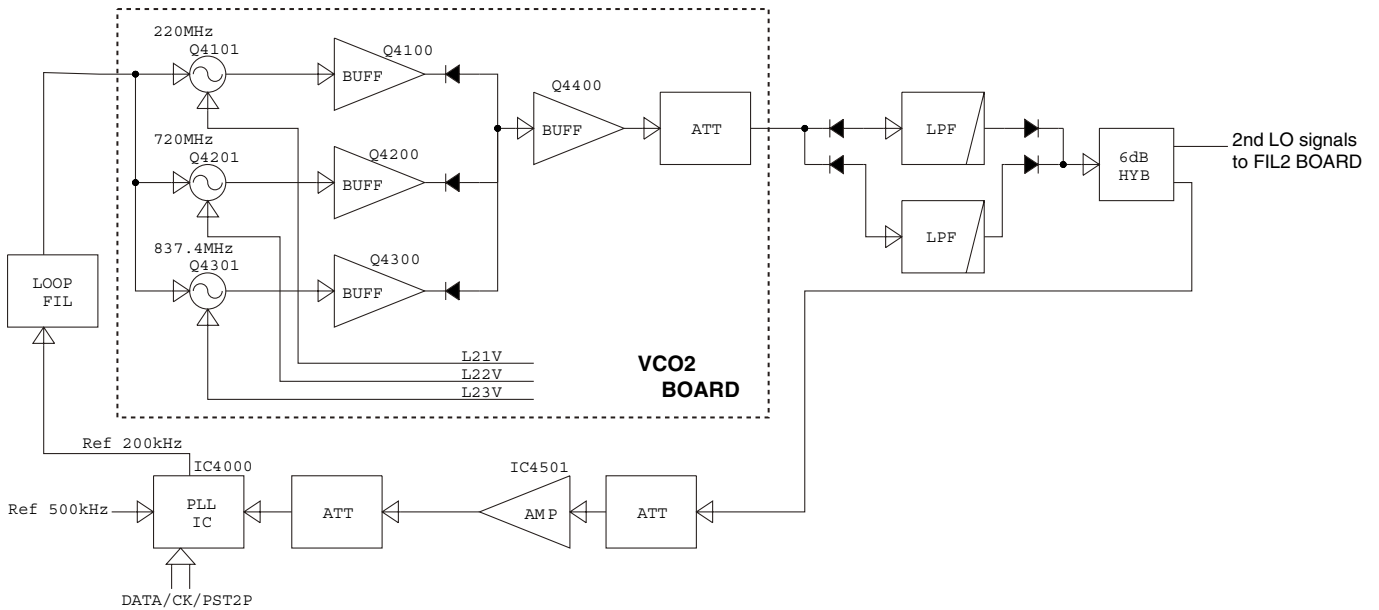 220MHz
Q4101
Q4100
BUFF
Q4400
BUFF
ATT
LPF
6dB
HYB
2nd LO signals
to FIL2 BOARD
720MHz
Q4201
Q4200
BUFF
LPF
837.4MHz
Q4301
Q4300
BUFF
LOOP
FIL
L21V
L22V
L23V
VCO2
BOARD
Ref 200kHz
IC4000
IC4501
Ref 500kHz
PLL
IC
ATT
AMP
ATT
DATA/CK/PST2P